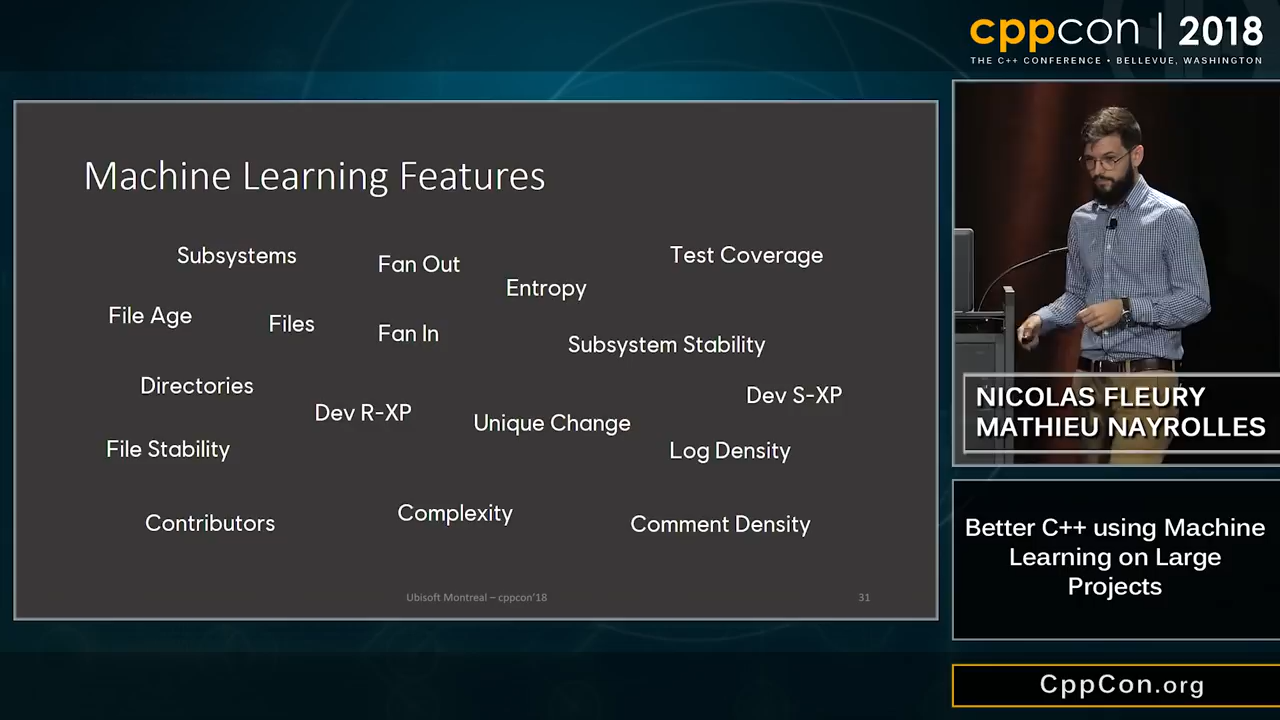 cppcon | 2018
THE C++ CONFERENCE • BELLEVUE, WASHINGTON
Machine Learning Features
Subsystems
Fan Out
Test Coverage
Entropy
File Age
Files
Fan In
Subsystem Stability
Directories
Dev R-XP
Dev S-XP
Unique Change
File Stability
Log Density
Contributors
Complexity
Comment Density
Ubisoft Montreal – cppcon'18
31
NICOLAS FLEURY
MATHIEU NAYROLLES
Better C++ using Machine
Learning on Large
Projects
CppCon.org